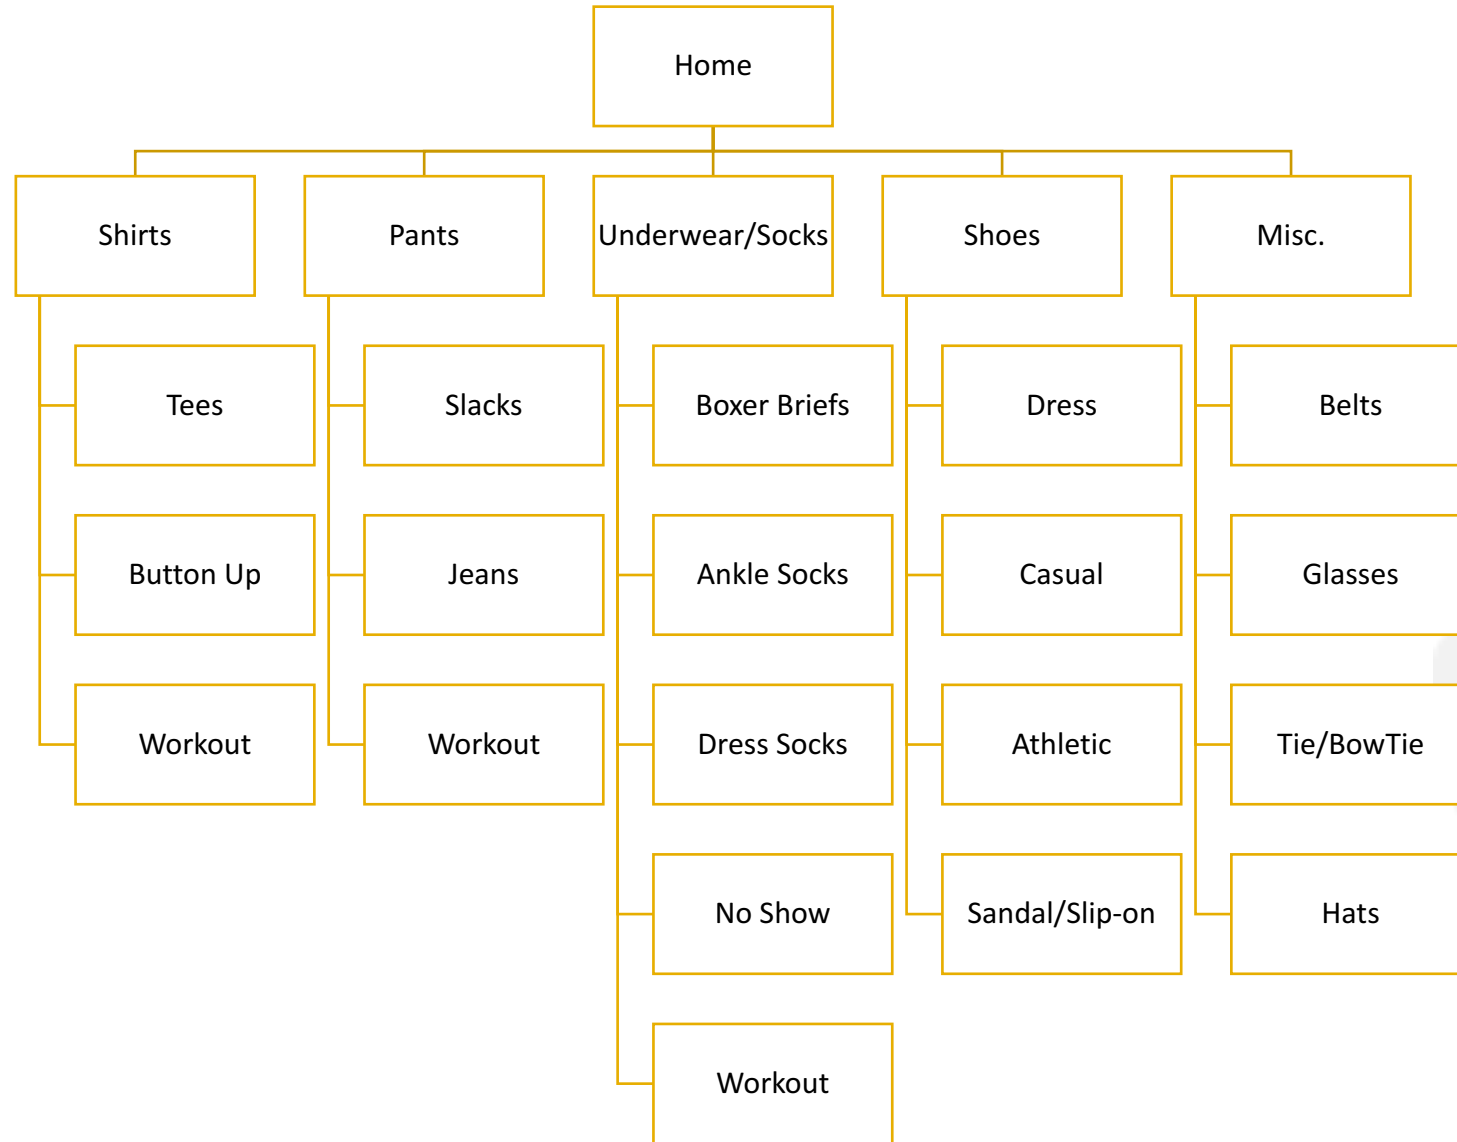 Home
Shirts
Pants
Underwear/Socks
Shoes
Misc.
Tees
Slacks
Boxer Briefs
Dress
Belts
Button Up
Jeans
Ankle Socks
Casual
Glasses
Workout
Workout
Dress Socks
Athletic
Tie/BowTie
No Show
Sandal/Slip-on
Hats
Workout